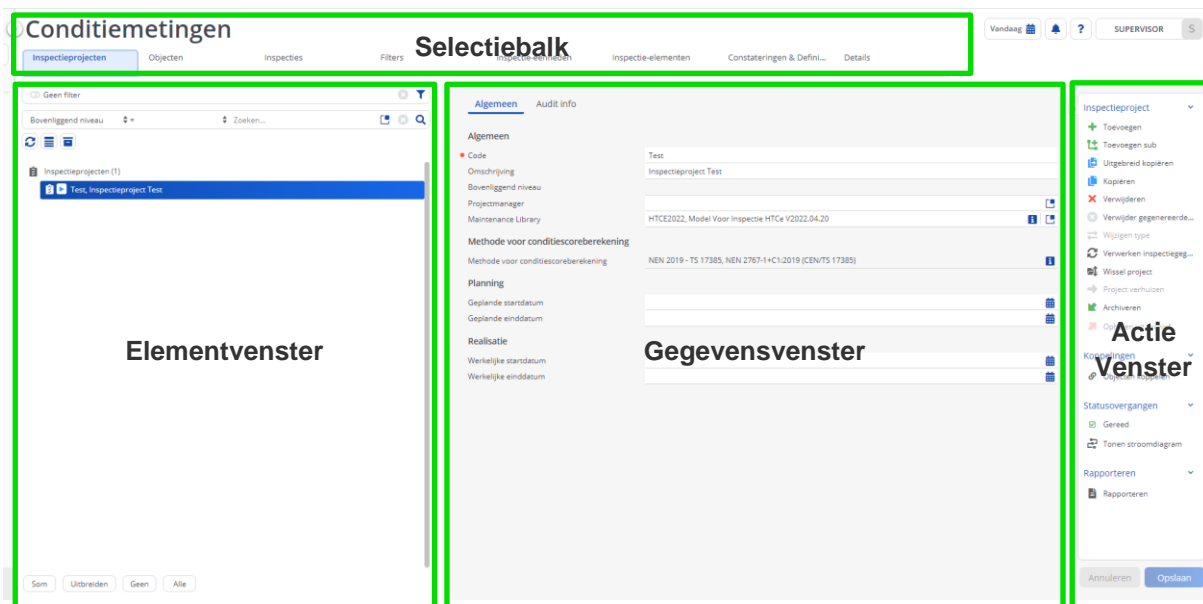 Conditiemetingen
Selectiebalk
Vandaag
?
SUPERVISOR
S
Inspectieprojecten
Objecten
Inspecties
Filters
Inspectie-eenheden
Inspectie-elementen
Constateringen & Defini...
Details
Geen filter
Bovenliggend niveau
=
Zoeken...
Inspectieprojecten (1)
Test, Inspectieproject Test
Elementvenster
Som
Uitbreiden
Geen
Alle
Algemeen
Audit info
Algemeen
Code
Test
Omschrijving
Inspectieproject Test
Bovenliggend niveau
Projectmanager
Maintenance Library
HTCE2022, Model Voor Inspectie HTCe V2022.04.20
Methode voor conditiescoreberekening
Methode voor conditiescoreberekening
NEN 2019 - TS 17385, NEN 2767-1+C1:2019 (CEN/TS 17385)
Planning
Geplande startdatum
Geplande einddatum
Realisatie
Gegevensvenster
Werkelijke startdatum
Werkelijke einddatum
Inspectieproject
Toevoegen
Toevoegen sub
Uitgebreid kopiëren
Kopiëren
Verwijderen
Verwijder gegenereerde...
Wijzigen type
Verwerken inspectiegeg...
Wissel project
Project verhuizen
Archiveren
Actie
Venster
Koppelingen
Objecten koppelen
Statusovergangen
Gereed
Tonen stroomdiagram
Rapporteren
Rapporteren
Annuleren
Opslaan